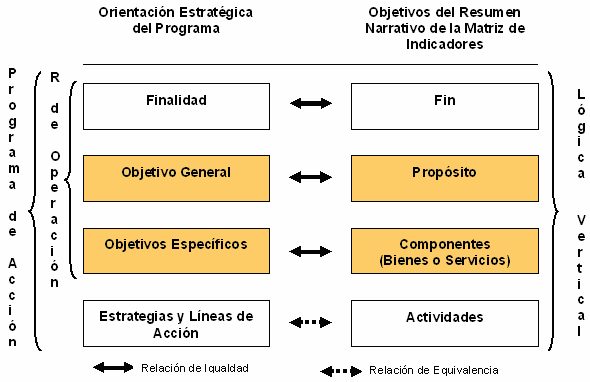 Orientación Estratégica
del Programa
Objetivos del Resumen
Narrativo de la Matriz de
Indicadores
Programa de Acción
R de Operación
Finalidad
Fin
Objetivo General
Propósito
Objetivos Específicos
Componentes
(Bienes o Servicios)
Estrategias y Líneas de
Acción
Actividades
Lógica Vertical
Relación de Igualdad
Relación de Equivalencia